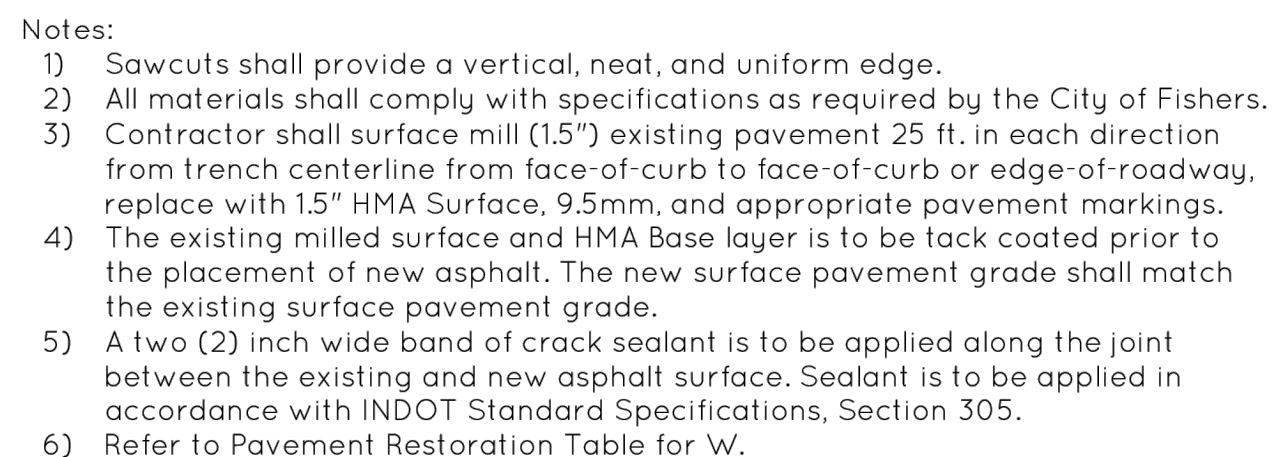 Notes:
1) Sawcuts shall provide a vertical, neat, and uniform edge.
2) All materials shall comply with specifications as required by the City of Fishers.
3) Contractor shall surface mill (1.5") existing pavement 25 ft. in each direction
from trench centerline from face-of-curb to face-of-curb or edge-of-roadway,
replace with 1.5" HMA Surface, 9.5mm, and appropriate pavement markings.
4) The existing milled surface and HMA Base layer is to be tack coated prior to
the placement of new asphalt. The new surface pavement grade shall match
the existing surface pavement grade.
5) A two (2) inch wide band of crack sealant is to be applied along the joint
between the existing and new asphalt surface. Sealant is to be applied in
accordance with INDOT Standard Specifications, Section 305.
6) Refer to Pavement Restoration Table for W.